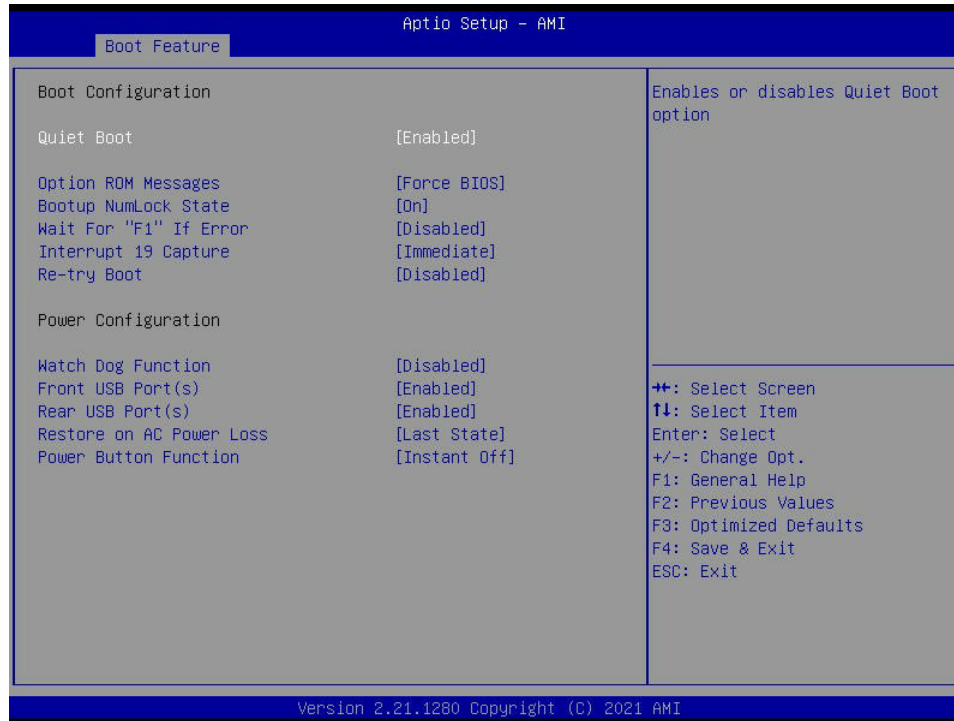 Aptio Setup - AMI
Boot Feature
Boot Configuration
Quiet Boot [Enabled]
Option ROM Messages [Force BIOS]
Bootup NumLock State [On]
Wait For "F1" If Error [Disabled]
Interrupt 19 Capture [Immediate]
Re-try Boot [Disabled]
Power Configuration
Watch Dog Function [Disabled]
Front USB Port(s) [Enabled]
Rear USB Port(s) [Enabled]
Restore on AC Power Loss [Last State]
Power Button Function [Instant Off]
Enables or disables Quiet Boot
option
→←: Select Screen
↑↓: Select Item
Enter: Select
+/-: Change Opt.
F1: General Help
F2: Previous Values
F3: Optimized Defaults
F4: Save & Exit
ESC: Exit
Version 2.21.1280 Copyright (C) 2021 AMI